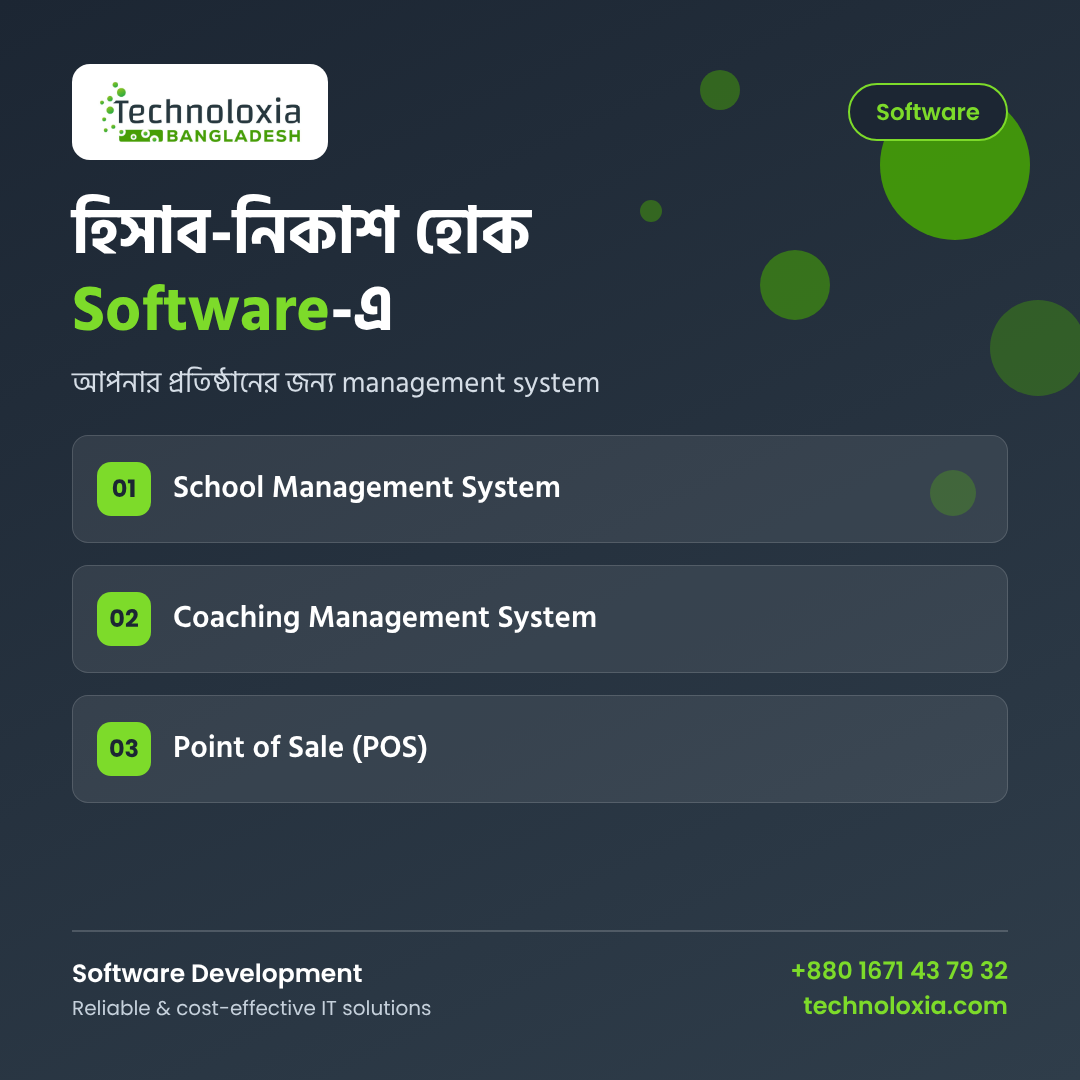 Technoloxia
BANGLADESH
Software
হিসাব-নিকাশ হোক
Software-এ
আপনার প্রতিষ্ঠানের জন্য management system
01 School Management System
02 Coaching Management System
03 Point of Sale (POS)
Software Development
Reliable & cost-effective IT solutions
+880 1671 43 79 32
technoloxia.com